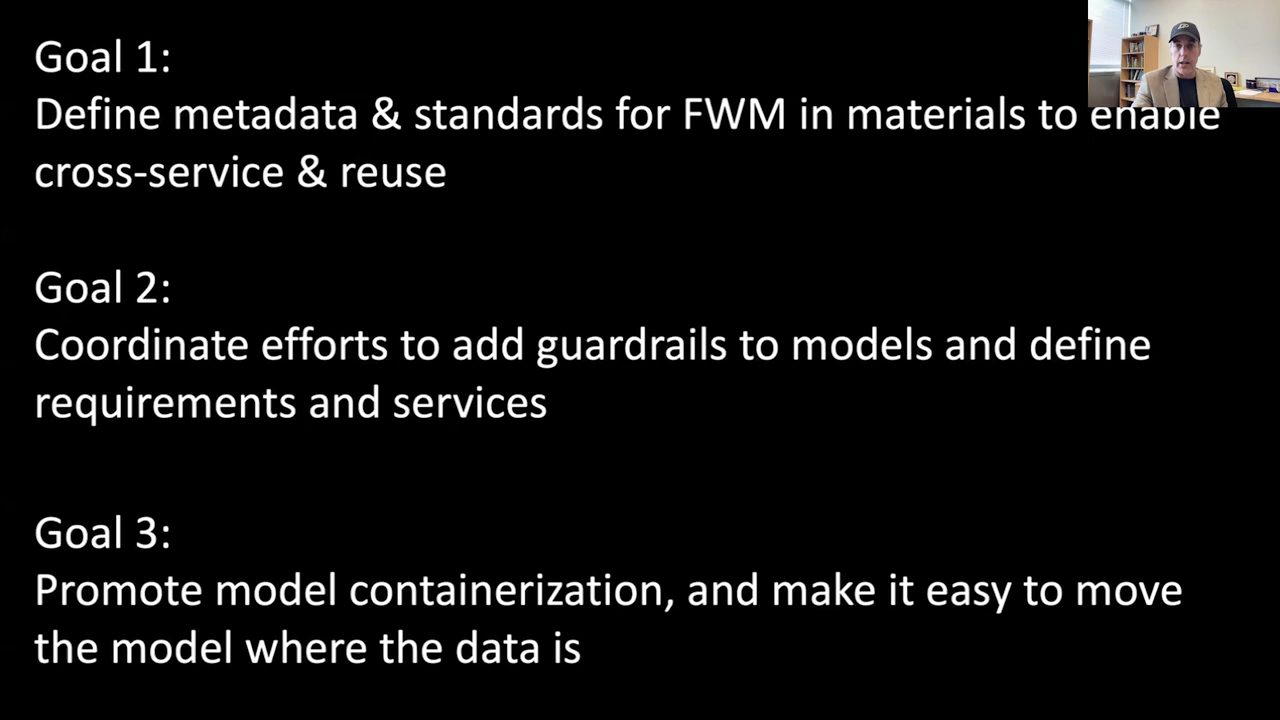 Goal 1:
Define metadata & standards for FWM in materials to enable
cross-service & reuse
Goal 2:
Coordinate efforts to add guardrails to models and define
requirements and services
Goal 3:
Promote model containerization, and make it easy to move
the model where the data is